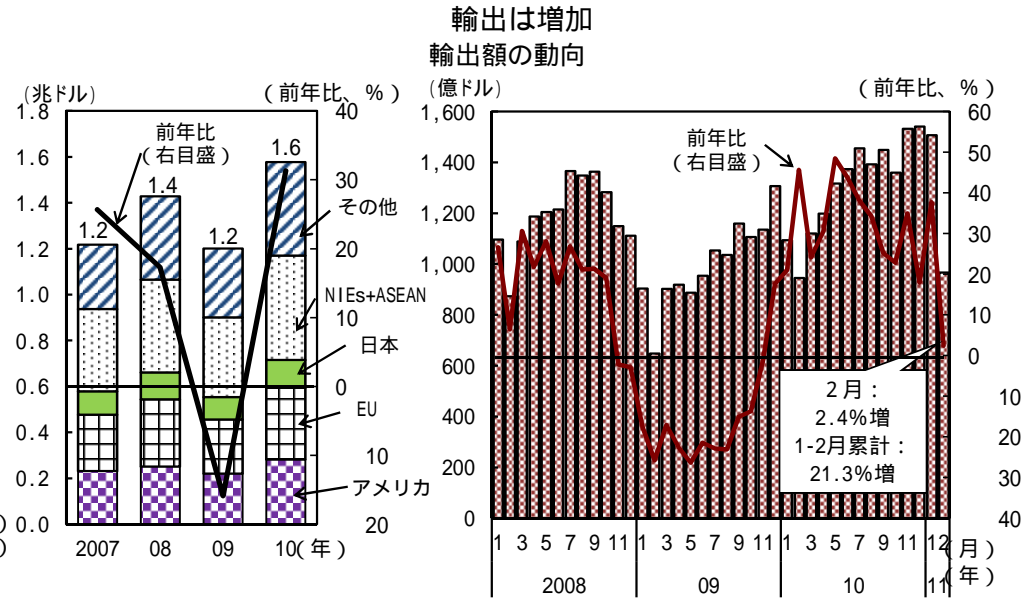 輸出は増加
輸出額の動向
(兆ドル)
(前年比、%)
1.8
1.6
1.4
1.2
1.0
0.8
0.6
0.4
0.2
0.0
40
30
20
10
0
10
20
前年比
(右目盛)
1.2
1.4
1.2
1.6
その他
NIEs+ASEAN
日本
EU
アメリカ
2007 08 09 10(年)
)
)
(億ドル)
(前年比、%)
1,600
1,400
1,200
1,000
800
600
400
200
0
60
50
40
30
20
10
0
10
20
30
40
前年比
(右目盛)
2月:
2.4%増
1-2月累計:
21.3%増
1 3 5 7 9 11 1 3 5 7 9 11 1 3 5 7 9 11 12(月)
2008 09 10 11(年)